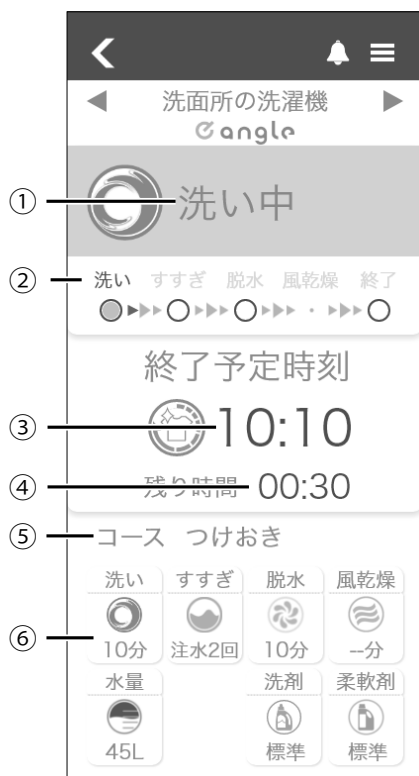 洗面所の洗濯機
angle
① 洗い中
② 洗い すすぎ 脱水 風乾燥 終了
終了予定時刻
③ 10:10
④ 残り時間 00:30
⑤ コース つけおき
洗い すすぎ 脱水 風乾燥
⑥ 10分 注水2回 10分 --分
水量 洗剤 柔軟剤
45L 標準 標準